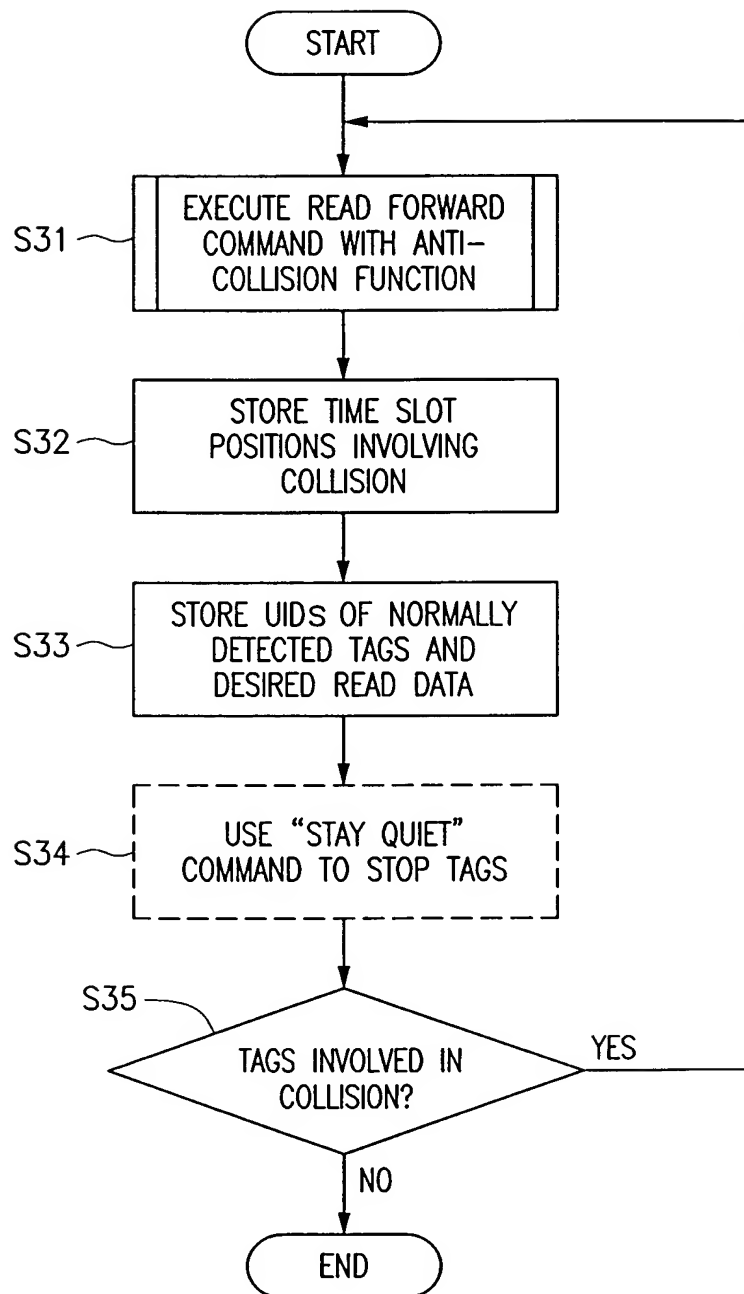 START
S31
EXECUTE READ FORWARD
COMMAND WITH ANTI-
COLLISION FUNCTION
S32
STORE TIME SLOT
POSITIONS INVOLVING
COLLISION
S33
STORE UIDs OF NORMALLY
DETECTED TAGS AND
DESIRED READ DATA
S34
USE “STAY QUIET”
COMMAND TO STOP TAGS
S35
TAGS INVOLVED IN
COLLISION?
YES
NO
END